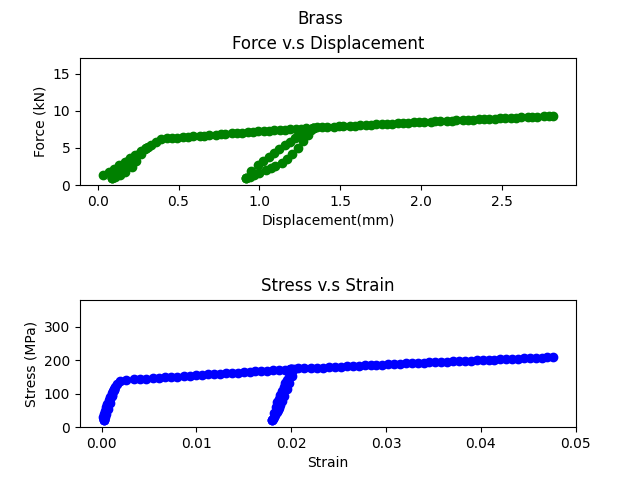 Brass
Force v.s Displacement
15
10
5
0
Force (kN)
0.0 0.5 1.0 1.5 2.0 2.5
Displacement(mm)
Stress v.s Strain
300
200
100
0
Stress (MPa)
0.00 0.01 0.02 0.03 0.04 0.05
Strain